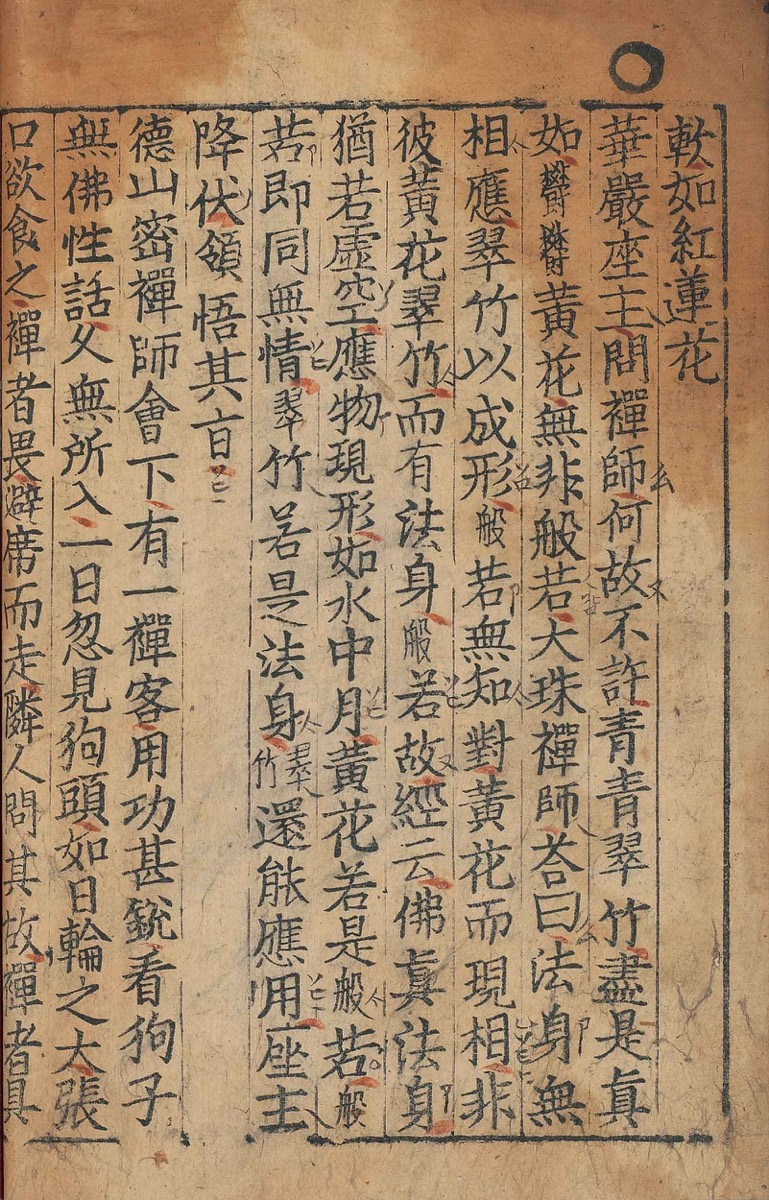 軟如紅蓮花
華嚴座主問禪師何故不許青青翠竹盡是眞
如欝欝黃花無非般若大珠禪師荅曰法身無
相應翠竹以成形般若無知對黃花而現相非
彼黃花翠竹而有法身般若故經云佛眞法身
猶若虛空應物現形如水中月黃花若是般若般
若即同無情翠竹若是法身翠竹還能應用座主
降伏領悟其旨
德山密禪師會下有一禪客用功甚銳看狗子
無佛性話久無所入一日忽見狗頭如日輪之大張
口欲食之禪者畏避席而走隣人問其故禪者具